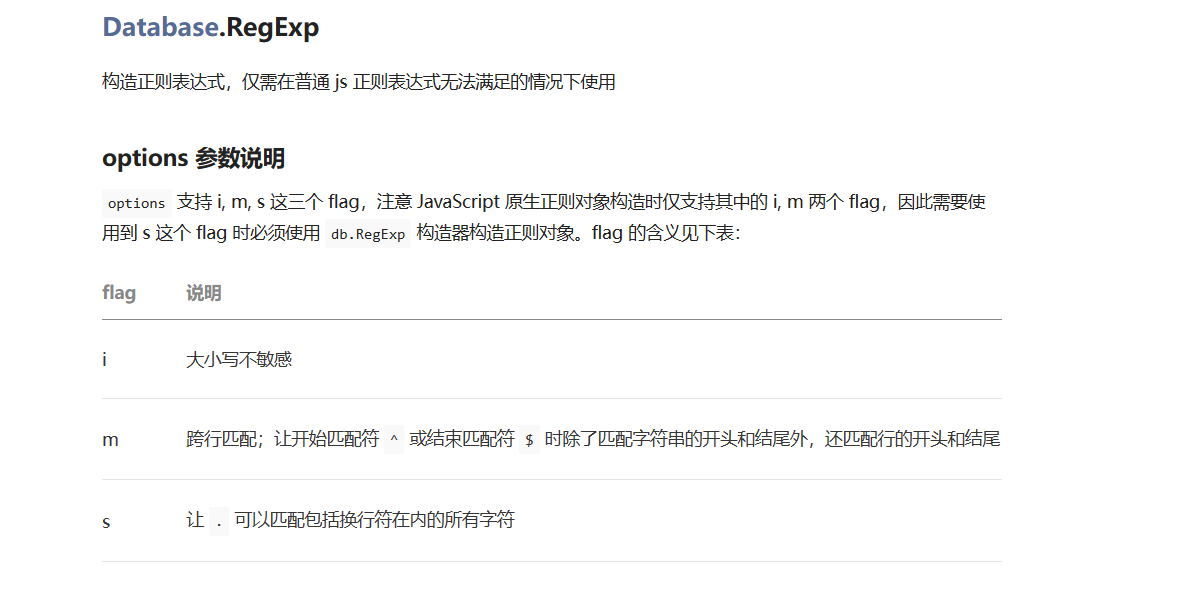 Database.RegExp
构造正则表达式，仅需在普通 js 正则表达式无法满足的情况下使用
options 参数说明
options 支持 i, m, s 这三个 flag，注意 JavaScript 原生正则对象构造时仅支持其中的 i, m 两个 flag，因此需要使
用到 s 这个 flag 时必须使用 db.RegExp 构造器构造正则对象。flag 的含义见下表：
flag 说明
i 大小写不敏感
m 跨行匹配；让开始匹配符 ^ 或结束匹配符 $ 时除了匹配字符串的开头和结尾外，还匹配行的开头和结尾
s 让 . 可以匹配包括换行符在内的所有字符